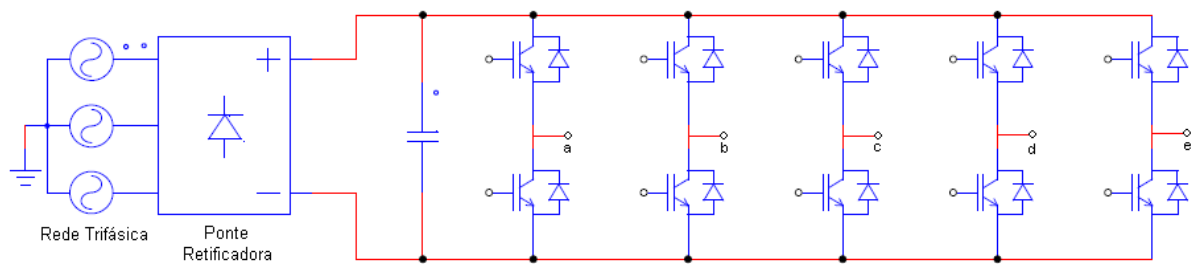 +
a
b
c
d
e
−
Rede Trifásica
Ponte
Retificadora